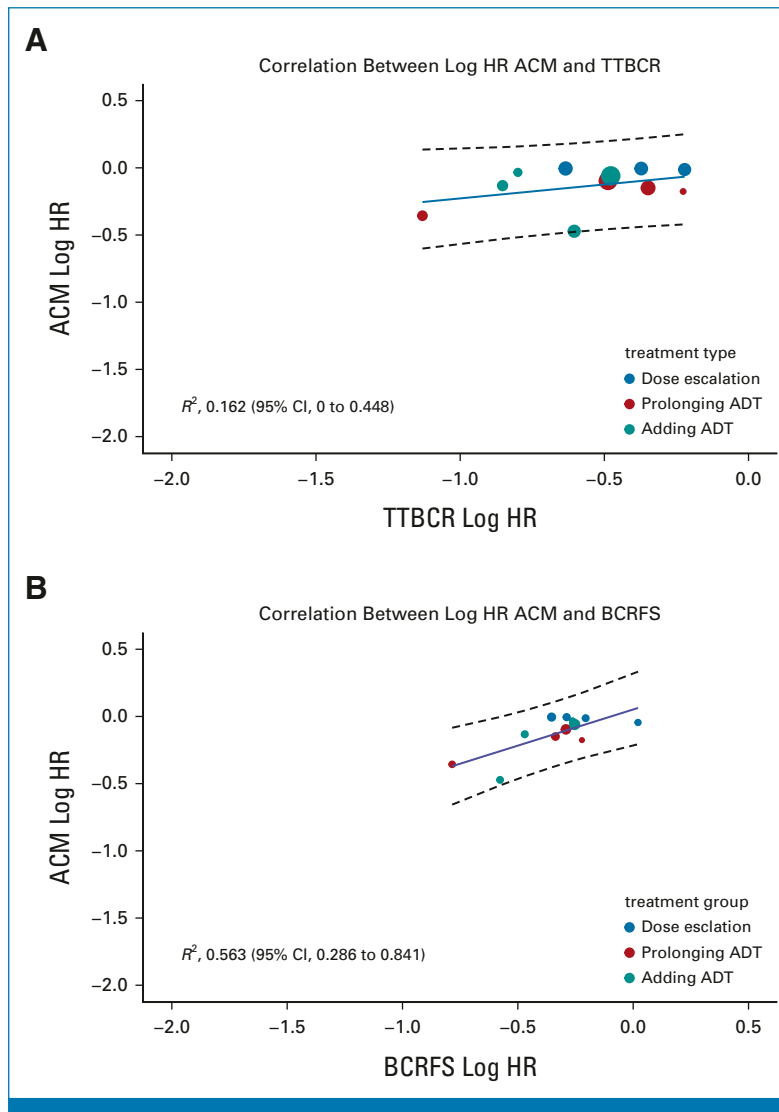 A
Correlation Between Log HR ACM and TTBCR
0.5
0.0
−0.5
−1.0
−1.5
−2.0
ACM Log HR
treatment type
Dose escalation
Prolonging ADT
Adding ADT
R², 0.162 (95% CI, 0 to 0.448)
−2.0 −1.5 −1.0 −0.5 0.0
TTBCR Log HR
B
Correlation Between Log HR ACM and BCRFS
0.5
0.0
−0.5
−1.0
−1.5
−2.0
ACM Log HR
treatment group
Dose esclation
Prolonging ADT
Adding ADT
R², 0.563 (95% CI, 0.286 to 0.841)
−2.0 −1.5 −1.0 −0.5 0.0 0.5
BCRFS Log HR